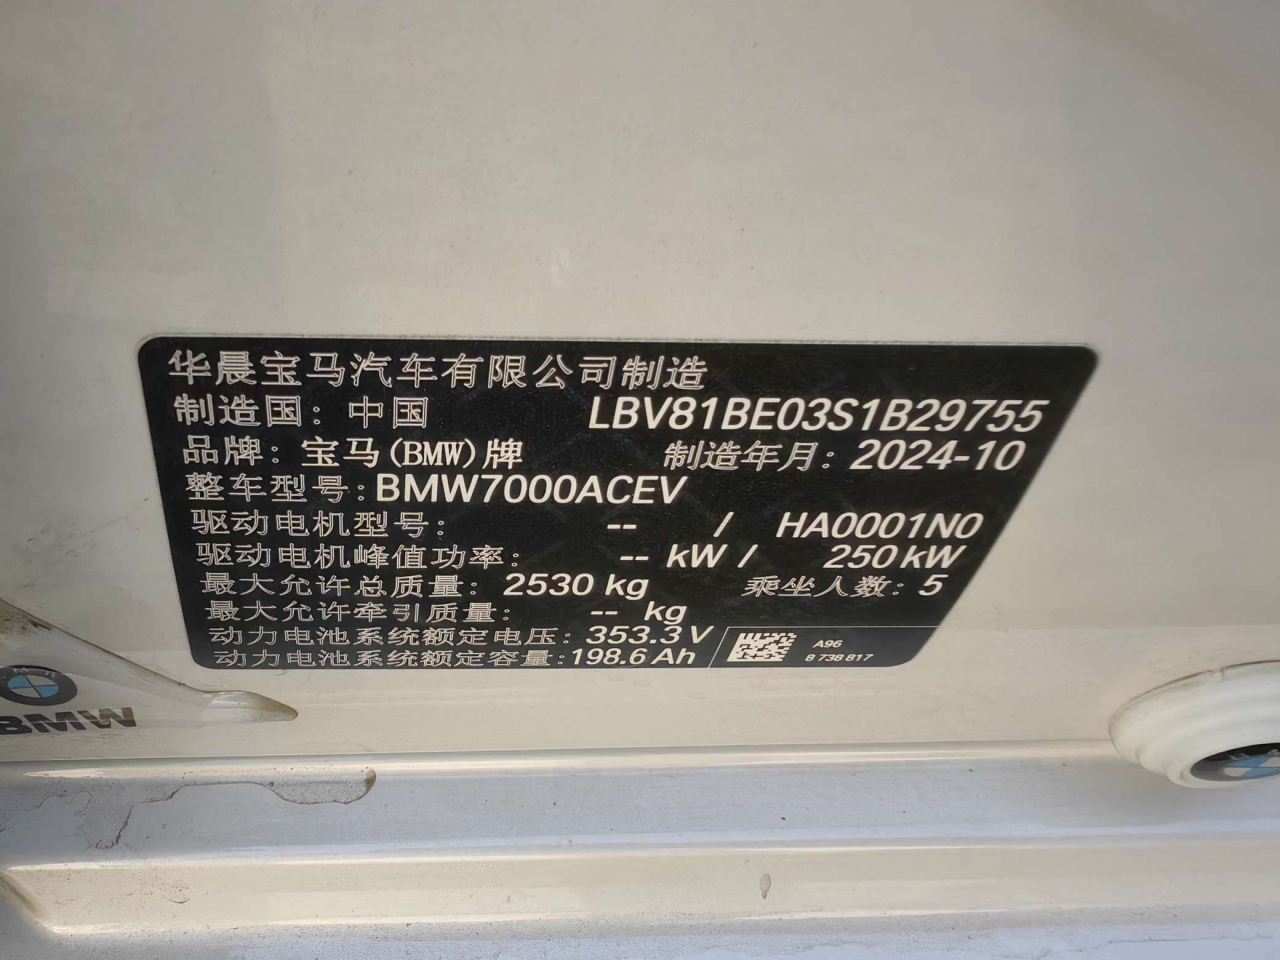 华晨宝马汽车有限公司制造
制造国：中国 LBV81BE03S1B29755
品牌：宝马(BMW)牌 制造年月：2024-10
整车型号：BMW7000ACEV
驱动电机型号： -- / HA0001N0
驱动电机峰值功率： -- kW / 250 kW
最大允许总质量：2530 kg 乘坐人数：5
最大允许牵引质量： -- kg
动力电池系统额定电压：353.3 V
动力电池系统额定容量：198.6 Ah
A96
8 738 817
BMW